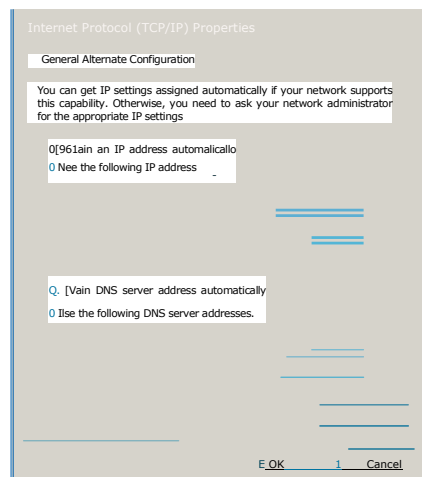 Internet Protocol (TCP/IP) Properties
General Alternate Configuration
You can get IP settings assigned automatically if your network supports
this capability. Otherwise, you need to ask your network administrator
for the appropriate IP settings
0[961ain an IP address automalicallo
0 Nee the following IP address
Q. [Vain DNS server address automatically
0 Ilse the following DNS server addresses.
E OK 1 Cancel